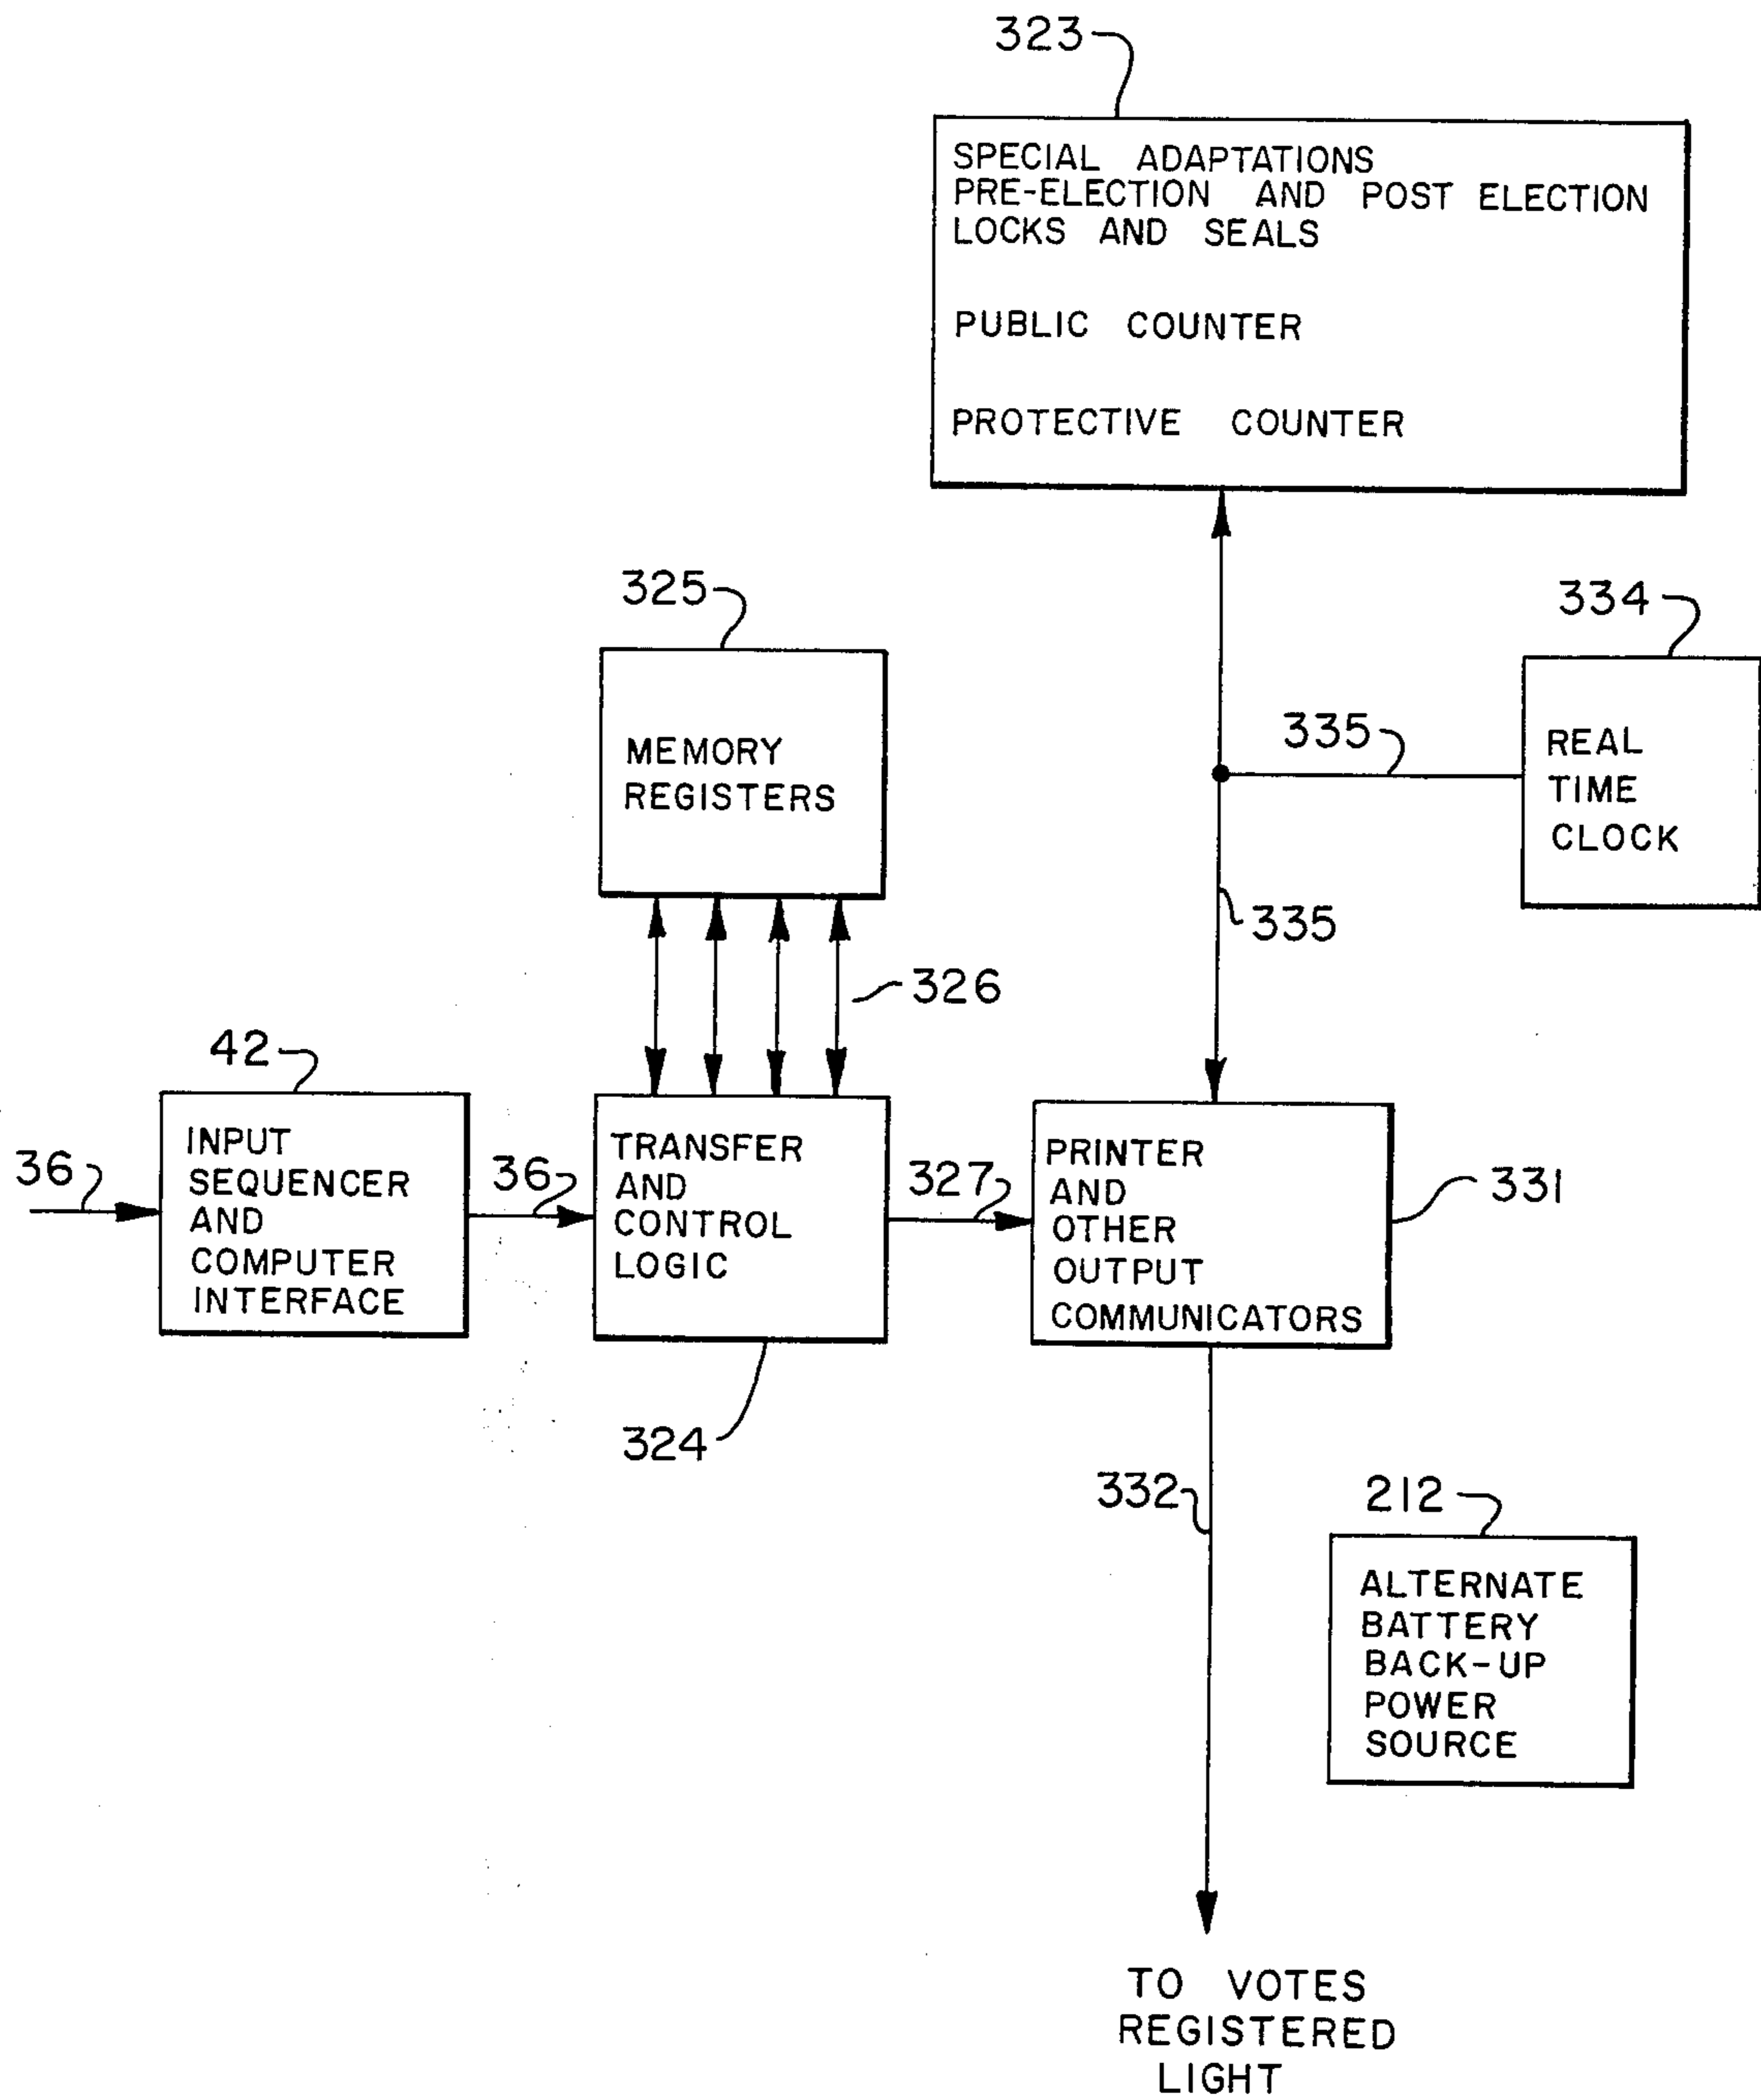 323
SPECIAL ADAPTATIONS
PRE-ELECTION AND POST ELECTION
LOCKS AND SEALS
PUBLIC COUNTER
PROTECTIVE COUNTER
325
MEMORY
REGISTERS
334
REAL
TIME
CLOCK
335
335
326
42
INPUT
SEQUENCER
AND
COMPUTER
INTERFACE
36
36
TRANSFER
AND
CONTROL
LOGIC
324
327
PRINTER
AND
OTHER
OUTPUT
COMMUNICATORS
331
332
212
ALTERNATE
BATTERY
BACK-UP
POWER
SOURCE
TO VOTES
REGISTERED
LIGHT